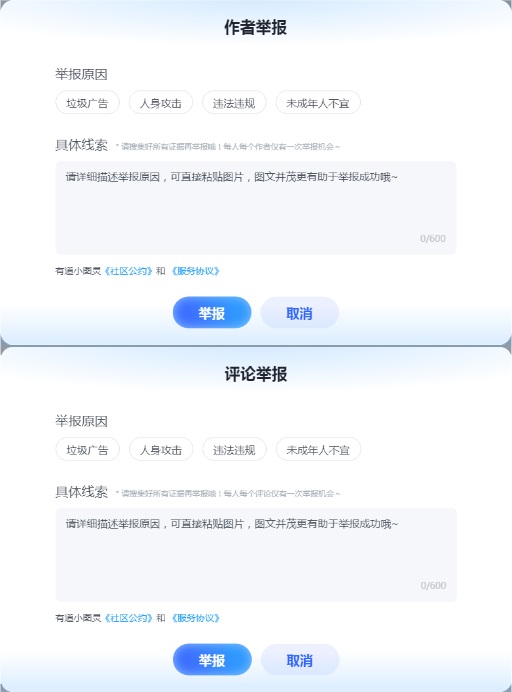 作者举报
举报原因
垃圾广告 人身攻击 违法违规 未成年人不宜
具体线索 * 请搜集好所有证据再举报喔！每人每个作者仅有一次举报机会~
请详细描述举报原因，可直接粘贴图片，图文并茂更有助于举报成功哦~
0/600
有道小图灵《社区公约》和 《服务协议》
举报 取消
评论举报
举报原因
垃圾广告 人身攻击 违法违规 未成年人不宜
具体线索 * 请搜集好所有证据再举报喔！每人每个评论仅有一次举报机会~
请详细描述举报原因，可直接粘贴图片，图文并茂更有助于举报成功哦~
0/600
有道小图灵《社区公约》和 《服务协议》
举报 取消